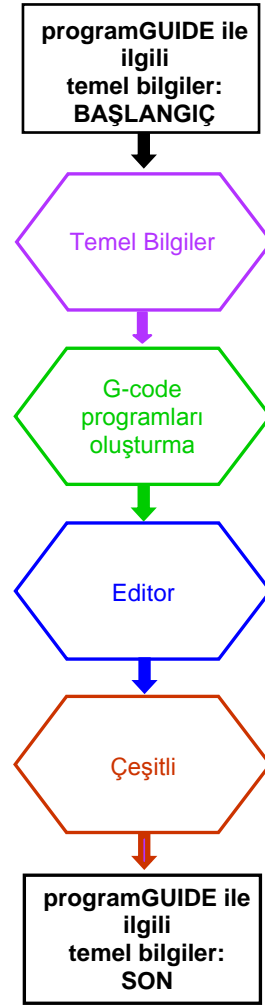 programGUIDE ile
ilgili
temel bilgiler:
BAŞLANGIÇ
Temel Bilgiler
G-code
programları
oluşturma
Editor
Çeşitli
programGUIDE ile
ilgili
temel bilgiler:
SON